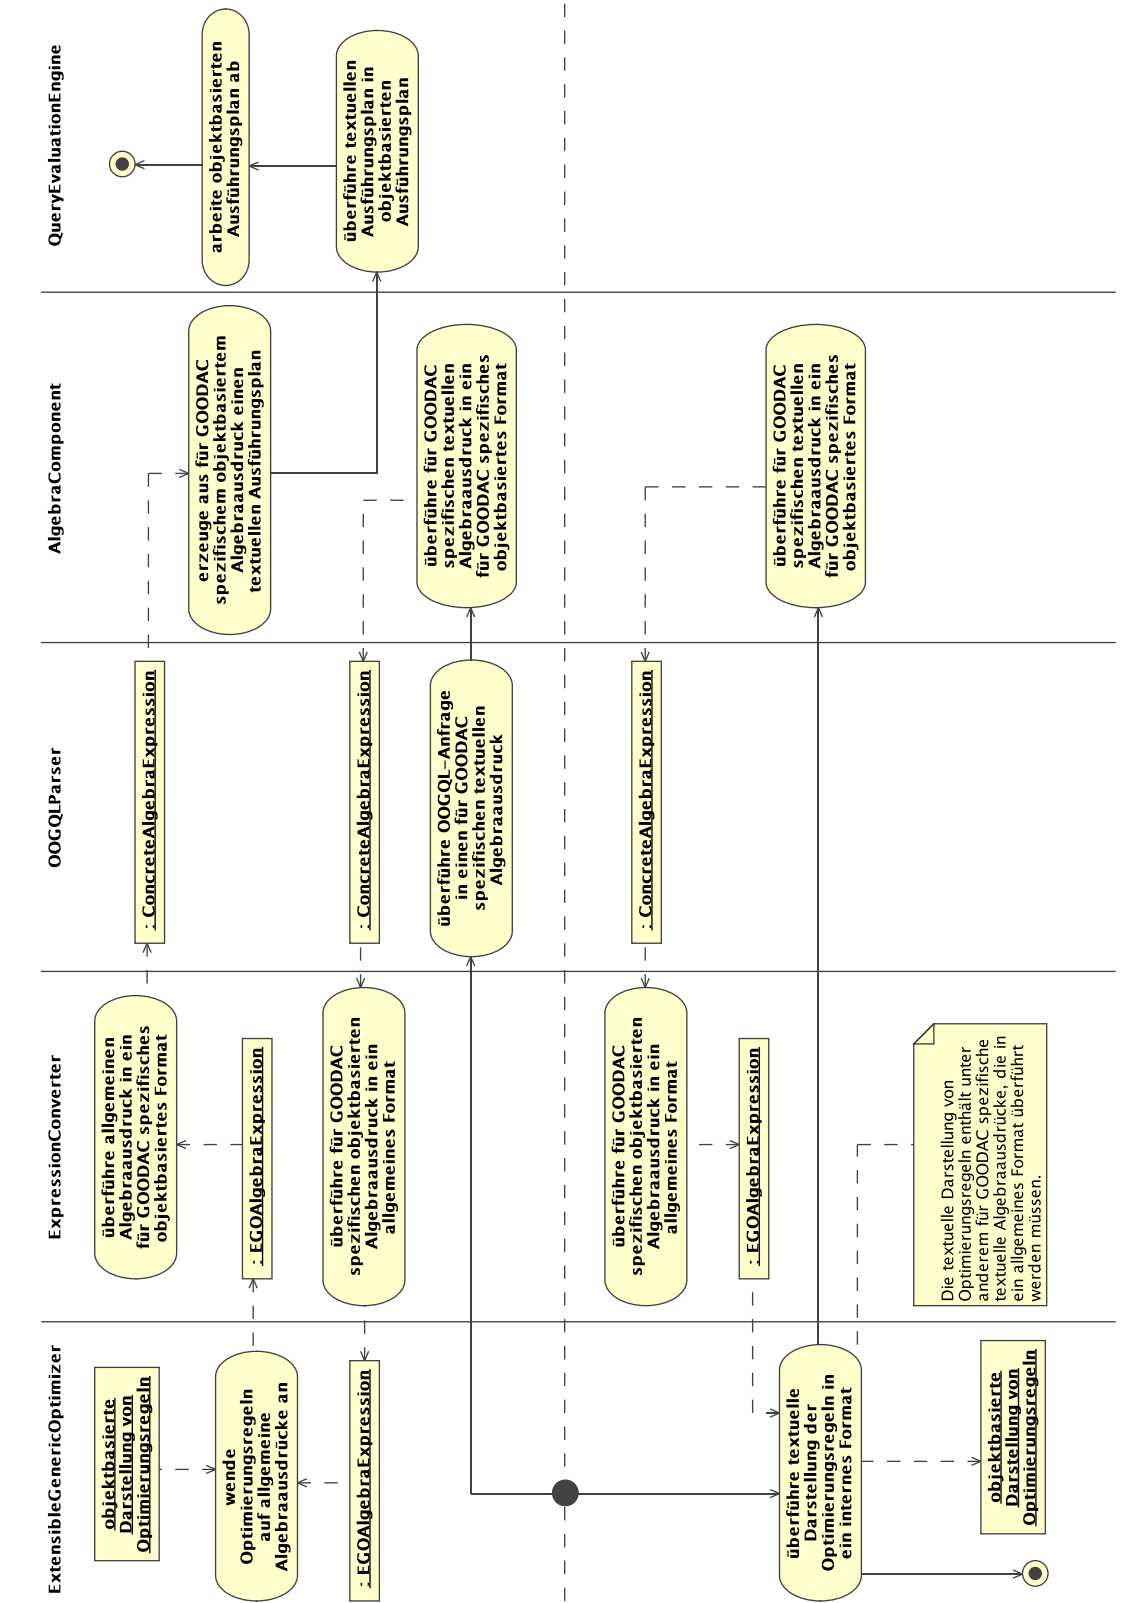 ExtensibleGenericOptimizer
ExpressionConverter
OOGQLParser
AlgebraComponent
QueryEvaluationEngine
objektbasierte
Darstellung von
Optimierungsregeln
wende
Optimierungsregeln
auf allgemeine
Algebraausdrücke an
: EGOAlgebraExpression
überführe textuelle
Darstellung der
Optimierungsregeln in
ein internes Format
objektbasierte
Darstellung von
Optimierungsregeln
überführe allgemeinen
Algebraausdruck in ein
für GOODAC spezifisches
objektbasiertes Format
: EGOAlgebraExpression
überführe für GOODAC
spezifischen objektbasierten
Algebraausdruck in ein
allgemeines Format
überführe für GOODAC
spezifischen objektbasierten
Algebraausdruck in ein
allgemeines Format
: EGOAlgebraExpression
Die textuelle Darstellung von
Optimierungsregeln enthält unter
anderem für GOODAC spezifische
textuelle Algebraausdrücke, die in
ein allgemeines Format überführt
werden müssen.
: ConcreteAlgebraExpression
: ConcreteAlgebraExpression
überführe OOGQL-Anfrage
in einen für GOODAC
spezifischen textuellen
Algebraausdruck
: ConcreteAlgebraExpression
erzeuge aus für GOODAC
spezifischem objektbasiertem
Algebraausdruck einen
textuellen Ausführungsplan
überführe für GOODAC
spezifischen textuellen
Algebraausdruck in ein
für GOODAC spezifisches
objektbasiertes Format
überführe für GOODAC
spezifischen textuellen
Algebraausdruck in ein
für GOODAC spezifisches
objektbasiertes Format
arbeite objektbasierten
Ausführungsplan ab
überführe textuellen
Ausführungsplan in
objektbasierten
Ausführungsplan